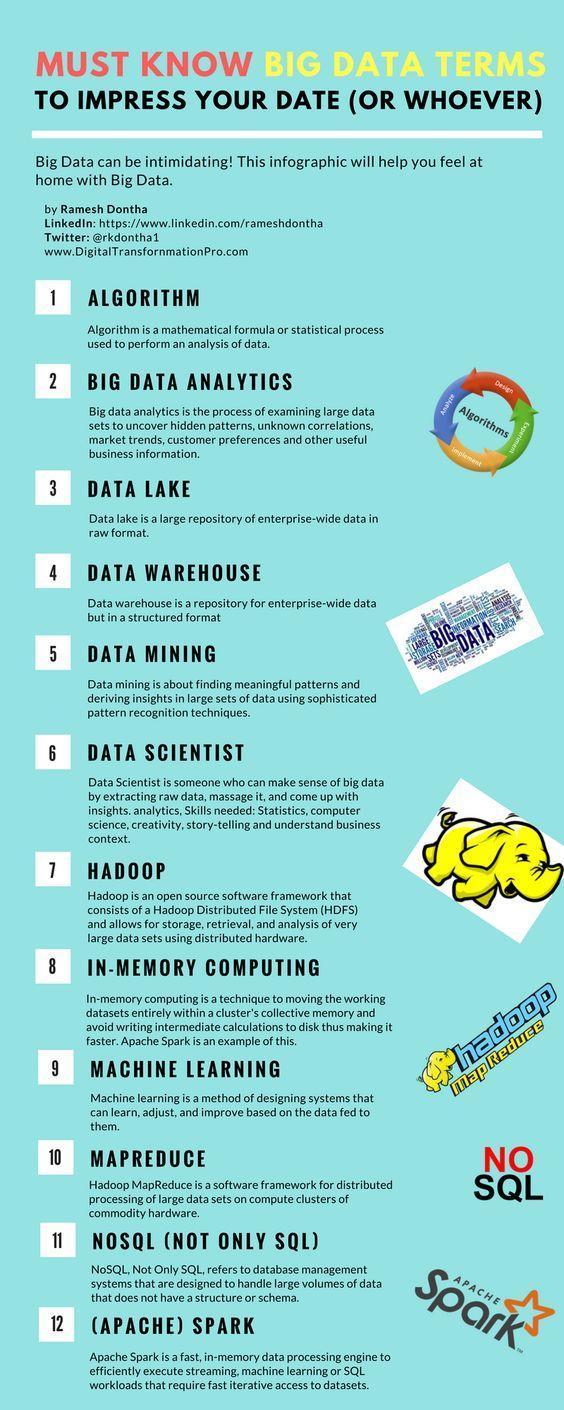 MUST KNOW BIG DATA TERMS
TO IMPRESS YOUR DATE (OR WHOEVER)
Big Data can be intimidating! This infographic will help you feel at
home with Big Data.
by Ramesh Dontha
LinkedIn: https://www.linkedin.com/rameshdontha
Twitter: @rkdontha1
www.DigitalTransfornmationPro.com
1 ALGORITHM
Algorithm is a mathematical formula or statistical process
used to perform an analysis of data.
2 BIG DATA ANALYTICS
Big data analytics is the process of examining large data
sets to uncover hidden patterns, unknown correlations,
market trends, customer preferences and other useful
business information.
Design
Analyze
Algorithms
Experiment
Implement
3 DATA LAKE
Data lake is a large repository of enterprise-wide data in
raw format.
4 DATA WAREHOUSE
Data warehouse is a repository for enterprise-wide data
but in a structured format
ANALYSIS
LARGE
STORAGE
BIG
INFORMATION
SETS
DATA
SEARCH
5 DATA MINING
Data mining is about finding meaningful patterns and
deriving insights in large sets of data using sophisticated
pattern recognition techniques.
6 DATA SCIENTIST
Data Scientist is someone who can make sense of big data
by extracting raw data, massage it, and come up with
insights. analytics, Skills needed: Statistics, computer
science, creativity, story-telling and understand business
context.
7 HADOOP
Hadoop is an open source software framework that
consists of a Hadoop Distributed File System (HDFS)
and allows for storage, retrieval, and analysis of very
large data sets using distributed hardware.
8 IN-MEMORY COMPUTING
In-memory computing is a technique to moving the working
datasets entirely within a cluster's collective memory and
avoid writing intermediate calculations to disk thus making it
faster. Apache Spark is an example of this.
hadoop
Map Reduce
9 MACHINE LEARNING
Machine learning is a method of designing systems that
can learn, adjust, and improve based on the data fed to
them.
10 MAPREDUCE
Hadoop MapReduce is a software framework for distributed
processing of large data sets on compute clusters of
commodity hardware.
NO
SQL
11 NOSQL (NOT ONLY SQL)
NoSQL, Not Only SQL, refers to database management
systems that are designed to handle large volumes of data
that does not have a structure or schema.
APACHE
Spark
TM
12 (APACHE) SPARK
Apache Spark is a fast, in-memory data processing engine to
efficiently execute streaming, machine learning or SQL
workloads that require fast iterative access to datasets.